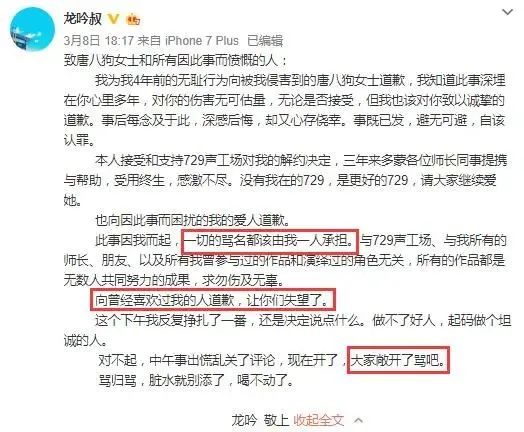 龙吟叔
3月8日 18:17 来自 iPhone 7 Plus 已编辑
致唐八狗女士和所有因此事而愤慨的人：
我为我4年前的无耻行为向被我侵害到的唐八狗女士道歉，我知道此事深埋
在你心里多年，对你的伤害无可估量，无论是否接受，但我也该对你致以诚挚的
道歉。事后每念及于此，深感后悔，却又心存侥幸。事既已发，避无可避，自该
认罪。
本人接受和支持729声工场对我的解约决定，三年来多蒙各位师长同事提携
与帮助，受用终生，感激不尽。没有我在的729，是更好的729，请大家继续爱
她。
也向因此事而困扰的我的爱人道歉。
此事因我而起，一切的骂名都该由我一人承担。与729声工场、与我所有的
师长、朋友、以及所有我曾参与过的作品和演绎过的角色无关，所有的作品都是
无数人共同努力的成果，求勿伤及无辜。
向曾经喜欢过我的人道歉，让你们失望了。
这个下午我反复挣扎了一番，还是决定说点什么。做不了好人，起码做个坦
诚的人。
对不起，中午事出慌乱关了评论，现在开了，大家敞开了骂吧。
骂归骂，脏水就别添了，喝不动了。
龙吟 敬上 收起全文